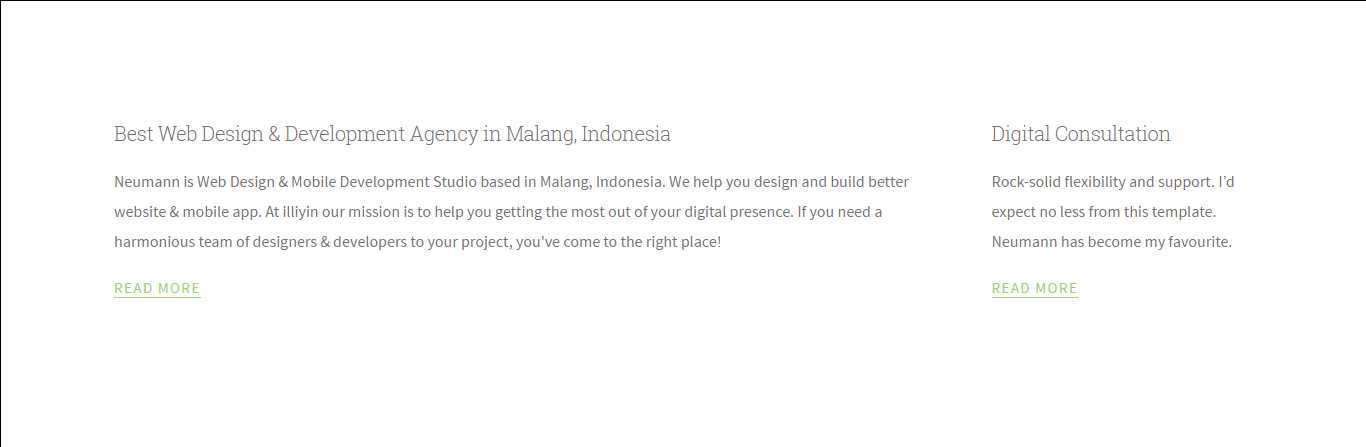 Best Web Design & Development Agency in Malang, Indonesia
Neumann is Web Design & Mobile Development Studio based in Malang, Indonesia. We help you design and build better
website & mobile app. At illiyin our mission is to help you getting the most out of your digital presence. If you need a
harmonious team of designers & developers to your project, you've come to the right place!
READ MORE
Digital Consultation
Rock-solid flexibility and support. I'd
expect no less from this template.
Neumann has become my favourite.
READ MORE